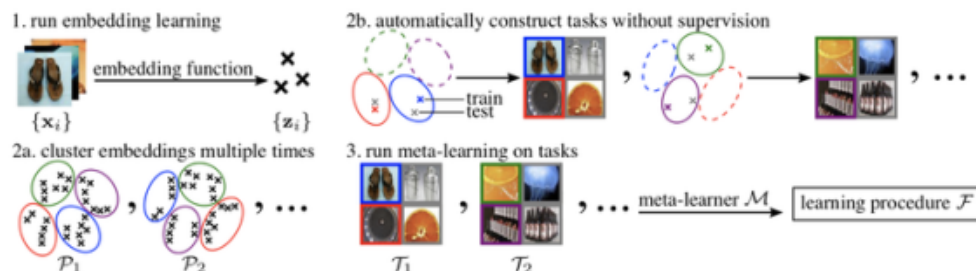 1. run embedding learning
embedding function
{x_i}
{z_i}
2a. cluster embeddings multiple times
, , ...
𝒫_1
𝒫_2
2b. automatically construct tasks without supervision
train
test
, , ...
3. run meta-learning on tasks
, , ...
meta-learner ℳ
learning procedure ℱ
𝒯_1
𝒯_2